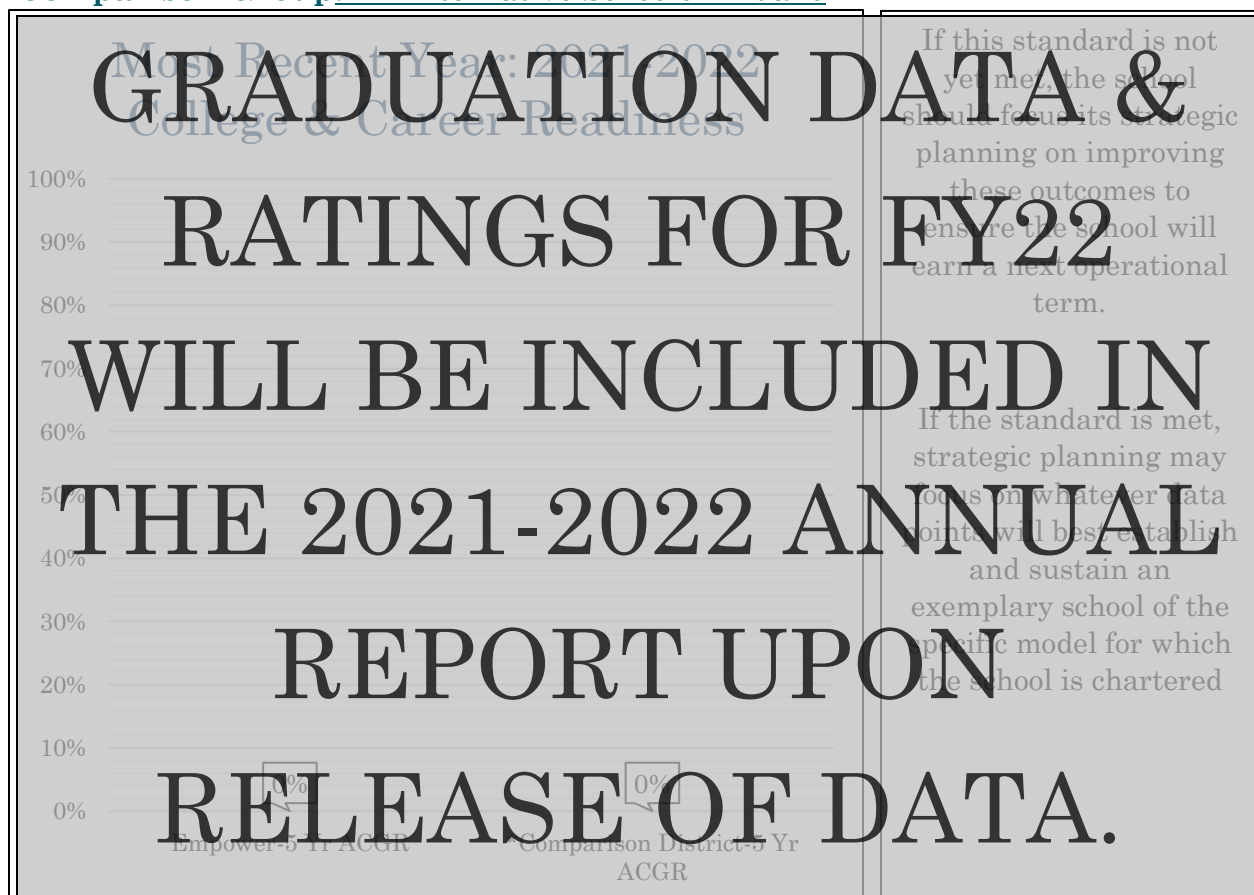 Most Recent Year: 2021-2022
College & Career Readiness
100%
90%
80%
70%
60%
50%
40%
30%
20%
10%
0%
0%
0%
Empower-5 Yr ACGR
*Comparison District-5 Yr
ACGR
If this standard is not
yet met, the school
should focus its strategic
planning on improving
these outcomes to
ensure the school will
earn a next operational
term.
If the standard is met,
strategic planning may
focus on whatever data
points will best establish
and sustain an
exemplary school of the
specific model for which
the school is chartered
GRADUATION DATA &
RATINGS FOR FY22
WILL BE INCLUDED IN
THE 2021-2022 ANNUAL
REPORT UPON
RELEASE OF DATA.